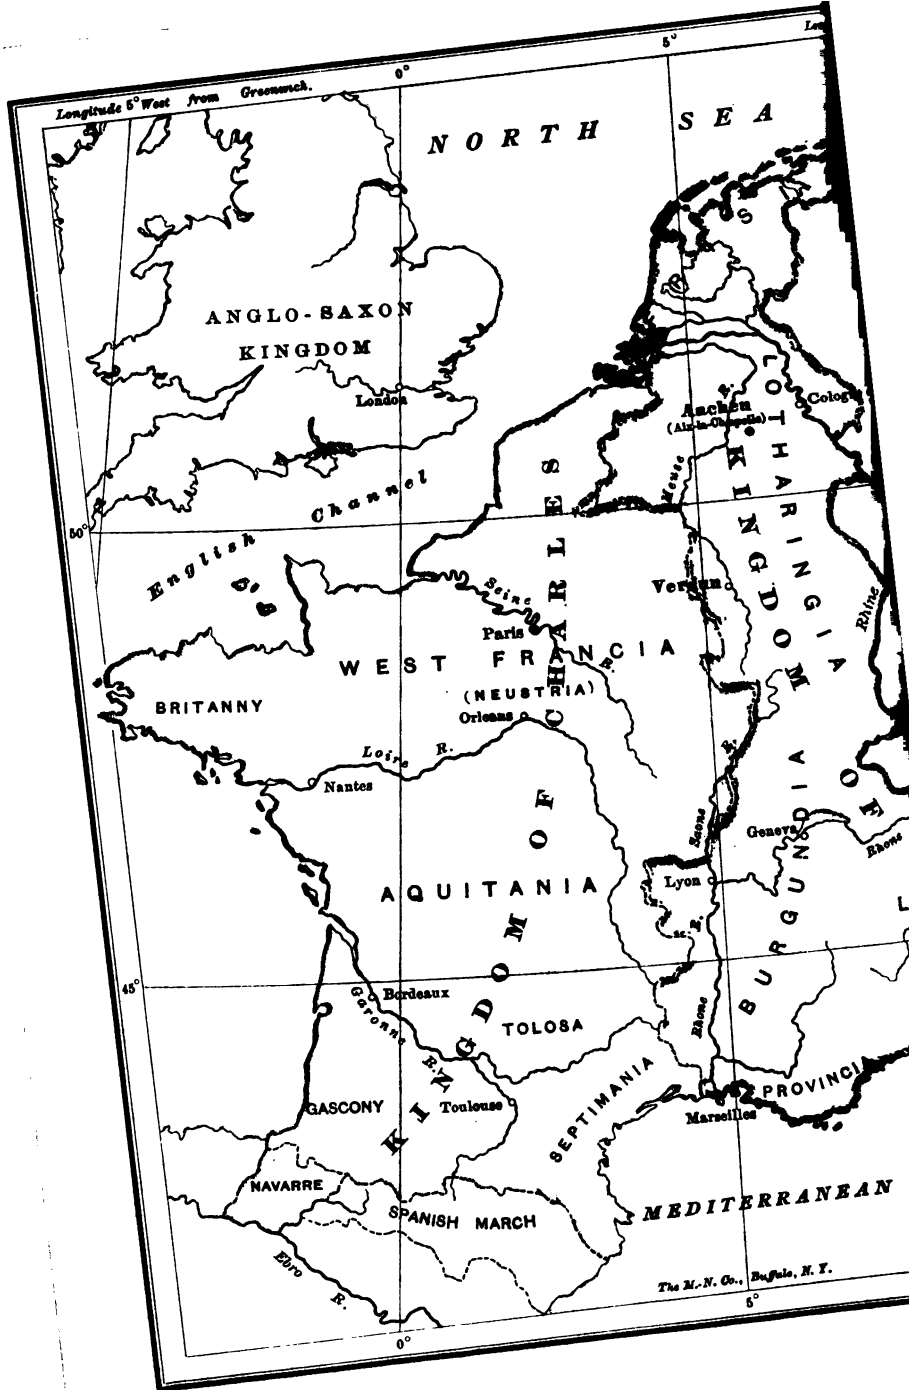 Longitude 5° West from Greenwich.
0°
5°
NORTH SEA
ANGLO-SAXON
KINGDOM
London
English Channel
50°
S
LOTHARINGIA
Cologn
Aachen
(Aix-la-Chapelle)
R.
Meuse
KINGDOM OF
Verdun
Rhine
Seine
R.
Paris
WEST FRANCIA
(NEUSTRIA)
Orleans
KINGDOM OF CHARLES
BRITANNY
Loire R.
Nantes
Saone
R.
Geneva
Rhone
Lyon
R.
AQUITANIA
BURGUNDIA
L
45°
Garonne
R.
Bordeaux
Rhone
TOLOSA
GASCONY
Toulouse
SEPTIMANIA
PROVINCIA
Marseilles
NAVARRE
SPANISH MARCH
MEDITERRANEAN
Ebro
R.
The M.-N. Co., Buffalo, N. Y.
0°
5°